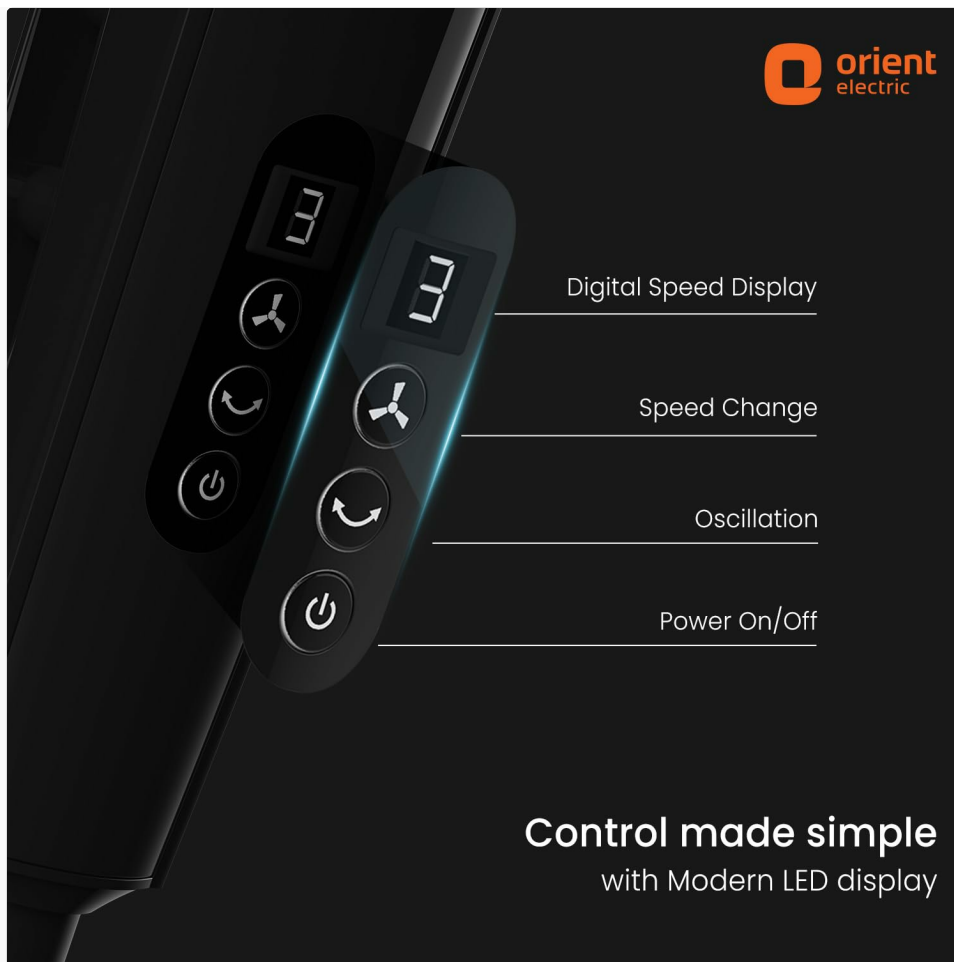 orient
electric
3
3
Digital Speed Display
Speed Change
Oscillation
Power On/Off
Control made simple
with Modern LED display